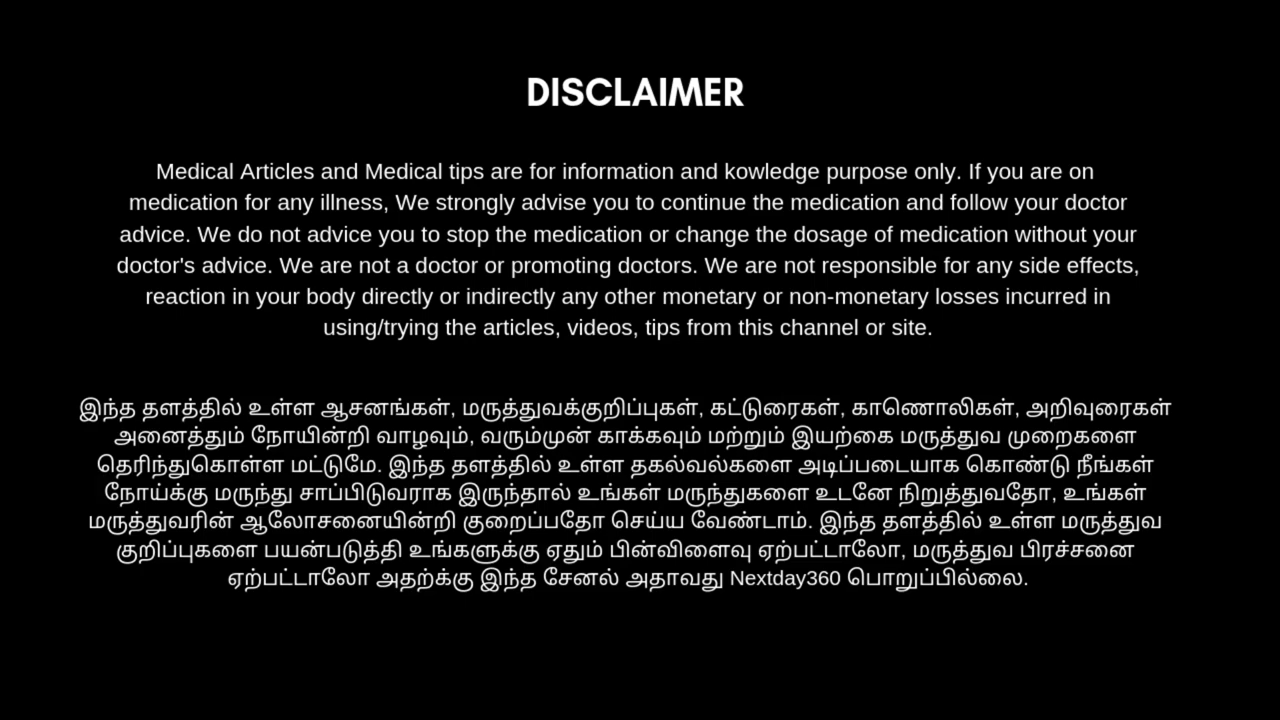 DISCLAIMER
Medical Articles and Medical tips are for information and kowledge purpose only. If you are on
medication for any illness, We strongly advise you to continue the medication and follow your doctor
advice. We do not advice you to stop the medication or change the dosage of medication without your
doctor's advice. We are not a doctor or promoting doctors. We are not responsible for any side effects,
reaction in your body directly or indirectly any other monetary or non-monetary losses incurred in
using/trying the articles, videos, tips from this channel or site.
இந்த தளத்தில் உள்ள ஆசனங்கள், மருத்துவக்குறிப்புகள், கட்டுரைகள், காணொலிகள், அறிவுரைகள்
அனைத்தும் நோயின்றி வாழவும், வரும்முன் காக்கவும் மற்றும் இயற்கை மருத்துவ முறைகளை
தெரிந்துகொள்ள மட்டுமே. இந்த தளத்தில் உள்ள தகல்வல்களை அடிப்படையாக கொண்டு நீங்கள்
நோய்க்கு மருந்து சாப்பிடுவராக இருந்தால் உங்கள் மருந்துகளை உடனே நிறுத்துவதோ, உங்கள்
மருத்துவரின் ஆலோசனையின்றி குறைப்பதோ செய்ய வேண்டாம். இந்த தளத்தில் உள்ள மருத்துவ
குறிப்புகளை பயன்படுத்தி உங்களுக்கு ஏதும் பின்விளைவு ஏற்பட்டாலோ, மருத்துவ பிரச்சனை
ஏற்பட்டாலோ அதற்க்கு இந்த சேனல் அதாவது Nextday360 பொறுப்பில்லை.